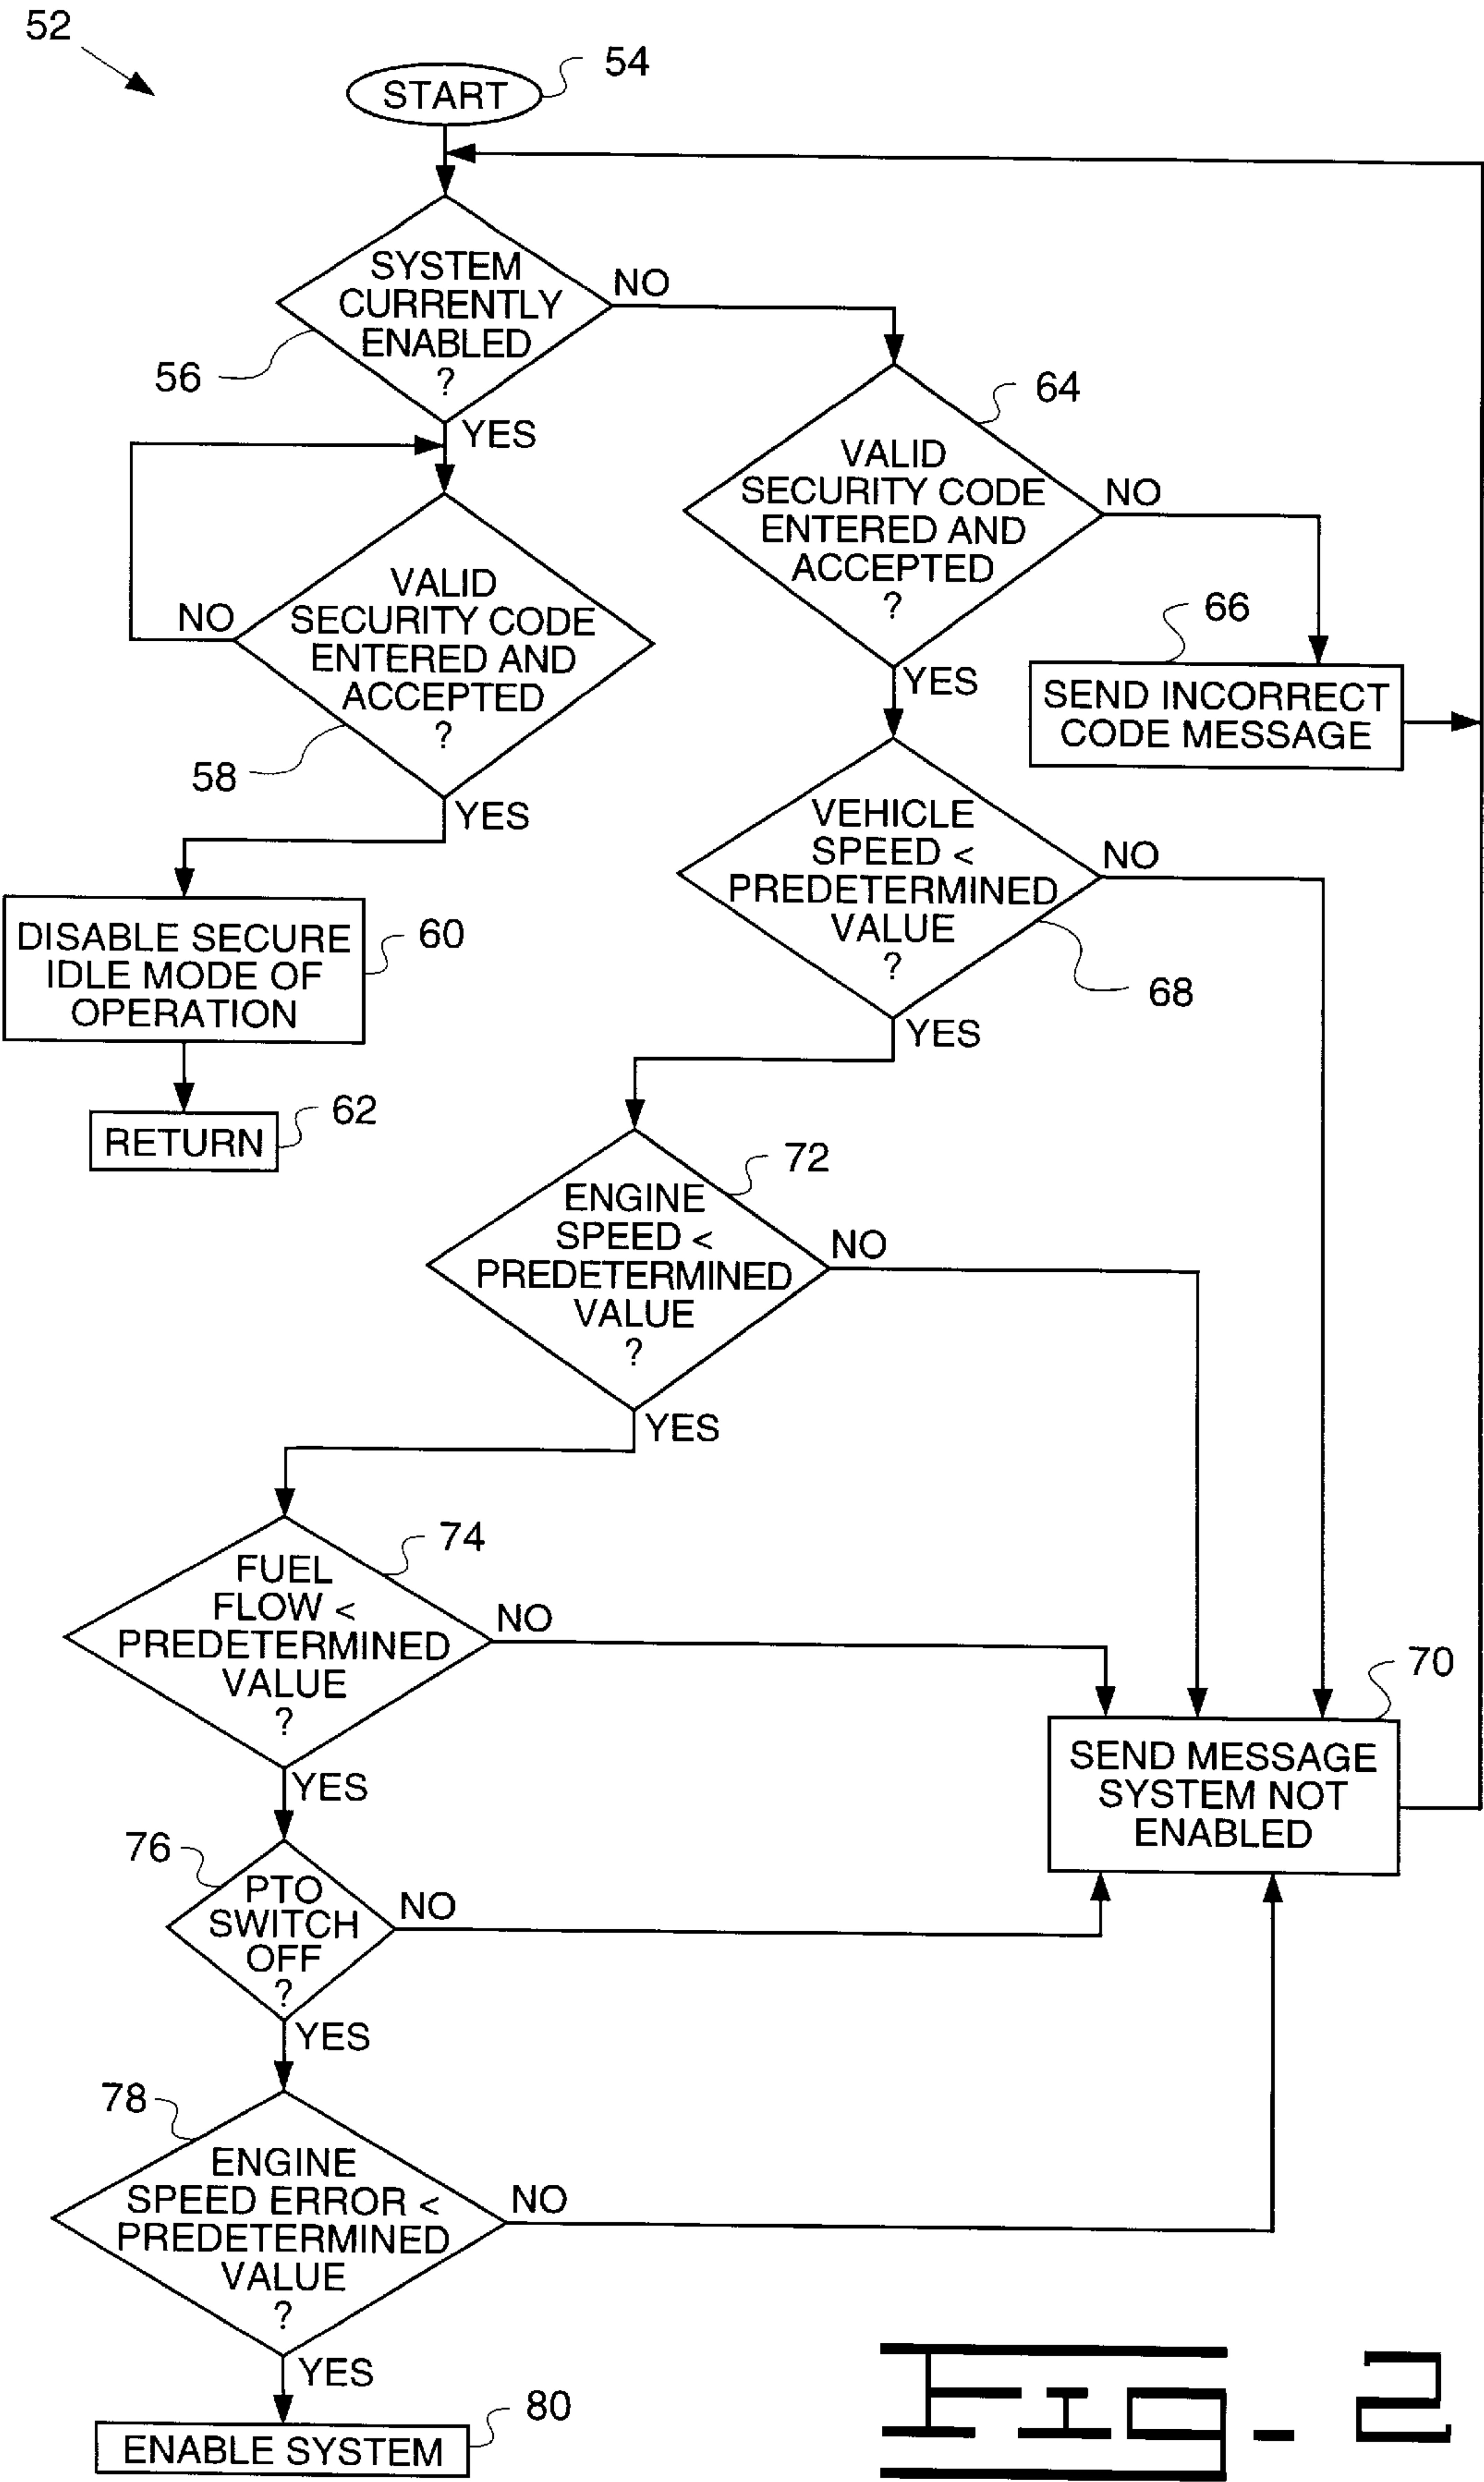 52
START
54
SYSTEM
CURRENTLY
ENABLED
?
56
NO
YES
64
VALID
SECURITY CODE
ENTERED AND
ACCEPTED
?
NO
YES
66
SEND INCORRECT
CODE MESSAGE
VALID
SECURITY CODE
ENTERED AND
ACCEPTED
?
NO
58
YES
DISABLE SECURE
IDLE MODE OF
OPERATION
60
RETURN
62
VEHICLE
SPEED <
PREDETERMINED
VALUE
?
NO
68
YES
72
ENGINE
SPEED <
PREDETERMINED
VALUE
?
NO
YES
74
FUEL
FLOW <
PREDETERMINED
VALUE
?
NO
YES
70
SEND MESSAGE
SYSTEM NOT
ENABLED
76
PTO
SWITCH
OFF
?
NO
YES
78
ENGINE
SPEED ERROR <
PREDETERMINED
VALUE
?
NO
YES
80
ENABLE SYSTEM
FIG-2